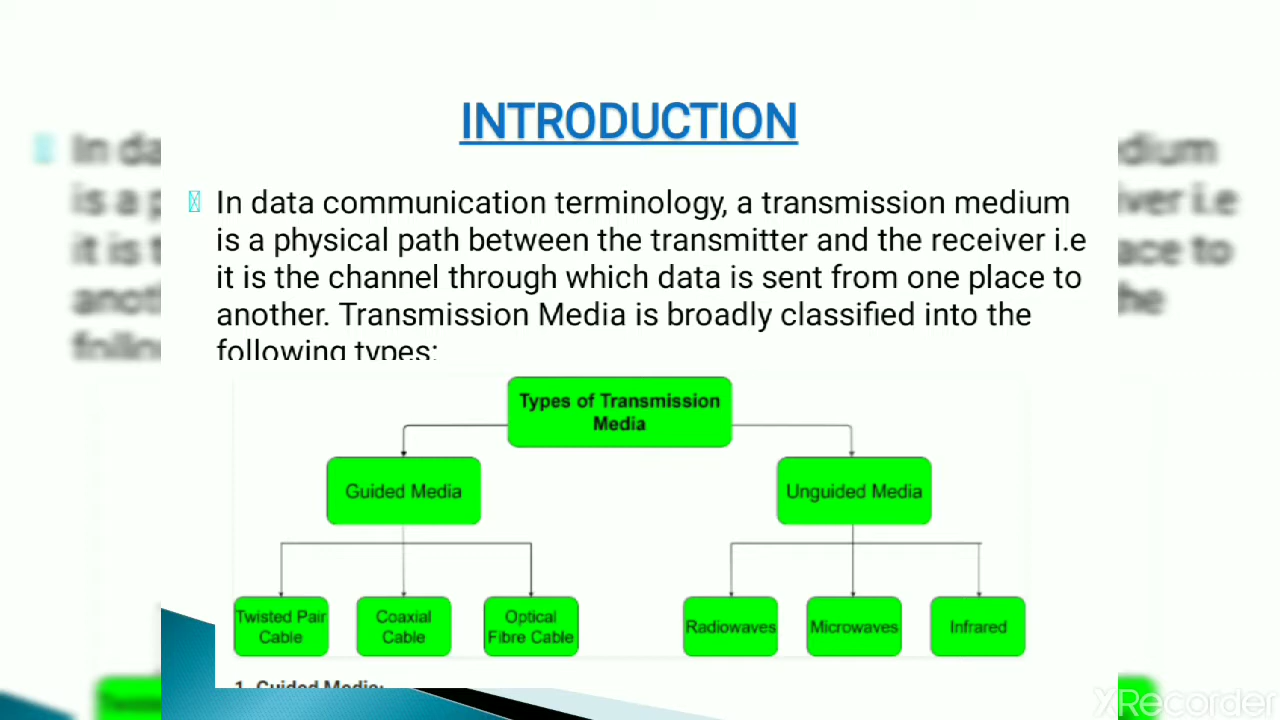 INTRODUCTION
In data communication terminology, a transmission medium
is a physical path between the transmitter and the receiver i.e
it is the channel through which data is sent from one place to
another. Transmission Media is broadly classified into the
following types:
Types of Transmission
Media
Guided Media
Unguided Media
Twisted Pair
Cable
Coaxial
Cable
Optical
Fibre Cable
Radiowaves
Microwaves
Infrared
1. Guided Media:
XRecorder